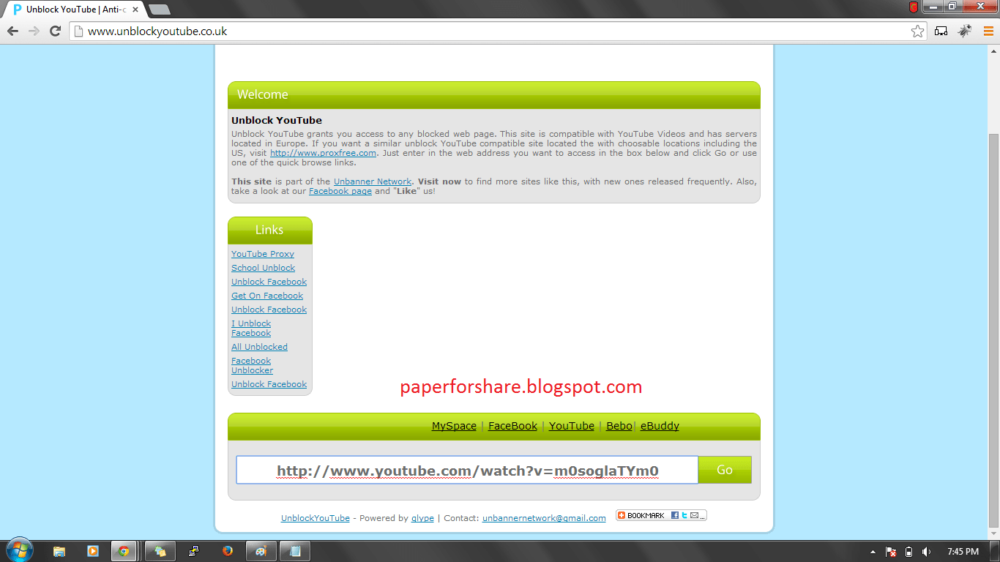 Unblock YouTube | Anti-c
www.unblockyoutube.co.uk
Welcome
Unblock YouTube
Unblock YouTube grants you access to any blocked web page. This site is compatible with YouTube Videos and has servers
located in Europe. If you want a similar unblock YouTube compatible site located the with choosable locations including the
US, visit http://www.proxfree.com. Just enter in the web address you want to access in the box below and click Go or use
one of the quick browse links.
This site is part of the Unbanner Network. Visit now to find more sites like this, with new ones released frequently. Also,
take a look at our Facebook page and "Like" us!
Links
YouTube Proxy
School Unblock
Unblock Facebook
Get On Facebook
Unblock Facebook
I Unblock
Facebook
All Unblocked
Facebook
Unblocker
Unblock Facebook
paperforshare.blogspot.com
MySpace | FaceBook | YouTube | Bebo| eBuddy
http://www.youtube.com/watch?v=m0soglaTYm0 Go
UnblockYouTube - Powered by glype | Contact: unbannernetwork@gmail.com BOOKMARK ...
7:45 PM